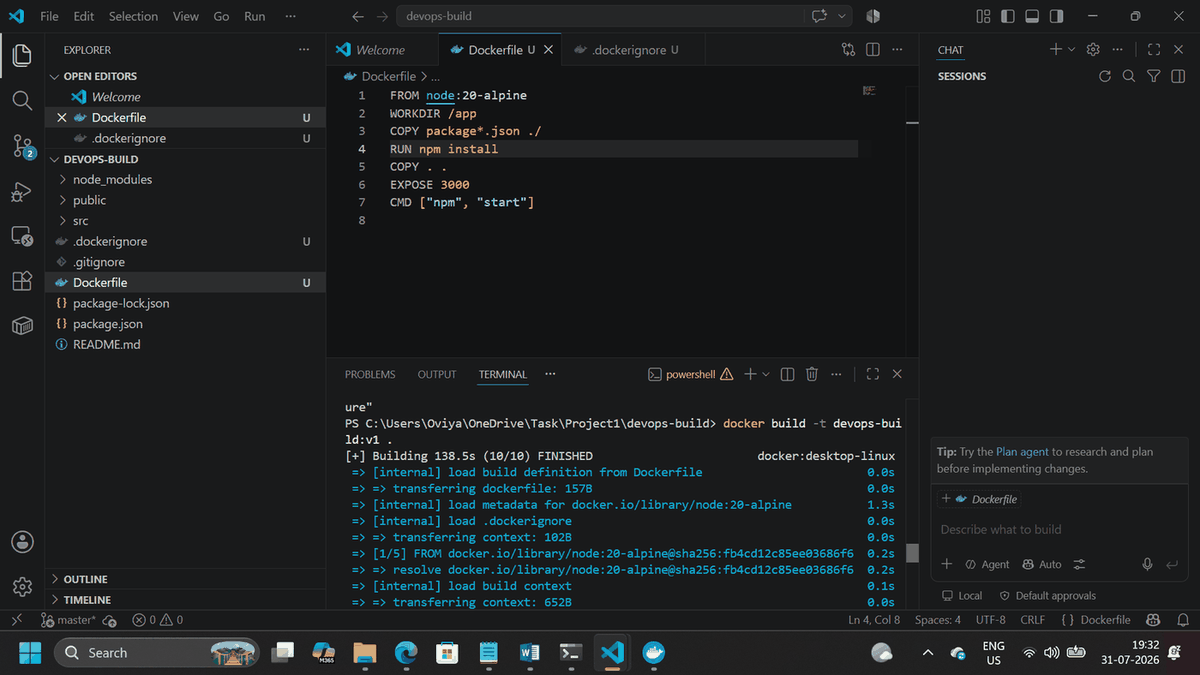 File Edit Selection View Go Run ...
devops-build
EXPLORER
OPEN EDITORS
Welcome
Dockerfile U
.dockerignore U
DEVOPS-BUILD
node_modules
public
src
.dockerignore U
.gitignore
Dockerfile U
package-lock.json
package.json
README.md
OUTLINE
TIMELINE
Welcome
Dockerfile U
.dockerignore U
Dockerfile > ...
1 FROM node:20-alpine
2 WORKDIR /app
3 COPY package*.json ./
4 RUN npm install
5 COPY . .
6 EXPOSE 3000
7 CMD ["npm", "start"]
8
PROBLEMS OUTPUT TERMINAL ...
powershell
ure"
PS C:\Users\Oviya\OneDrive\Task\Project1\devops-build> docker build -t devops-bui
ld:v1 .
[+] Building 138.5s (10/10) FINISHED docker:desktop-linux
=> [internal] load build definition from Dockerfile 0.0s
=> => transferring dockerfile: 157B 0.0s
=> [internal] load metadata for docker.io/library/node:20-alpine 1.3s
=> [internal] load .dockerignore 0.0s
=> => transferring context: 102B 0.0s
=> [1/5] FROM docker.io/library/node:20-alpine@sha256:fb4cd12c85ee03686f6 0.2s
=> => resolve docker.io/library/node:20-alpine@sha256:fb4cd12c85ee03686f6 0.2s
=> [internal] load build context 0.1s
=> => transferring context: 652B 0.0s
CHAT
SESSIONS
Tip: Try the Plan agent to research and plan
before implementing changes.
Dockerfile
Describe what to build
Agent Auto
Local Default approvals
2
master* 0 0 Ln 4, Col 8 Spaces: 4 UTF-8 CRLF { } Dockerfile
Search
M365
ENG
US
19:32
31-07-2026